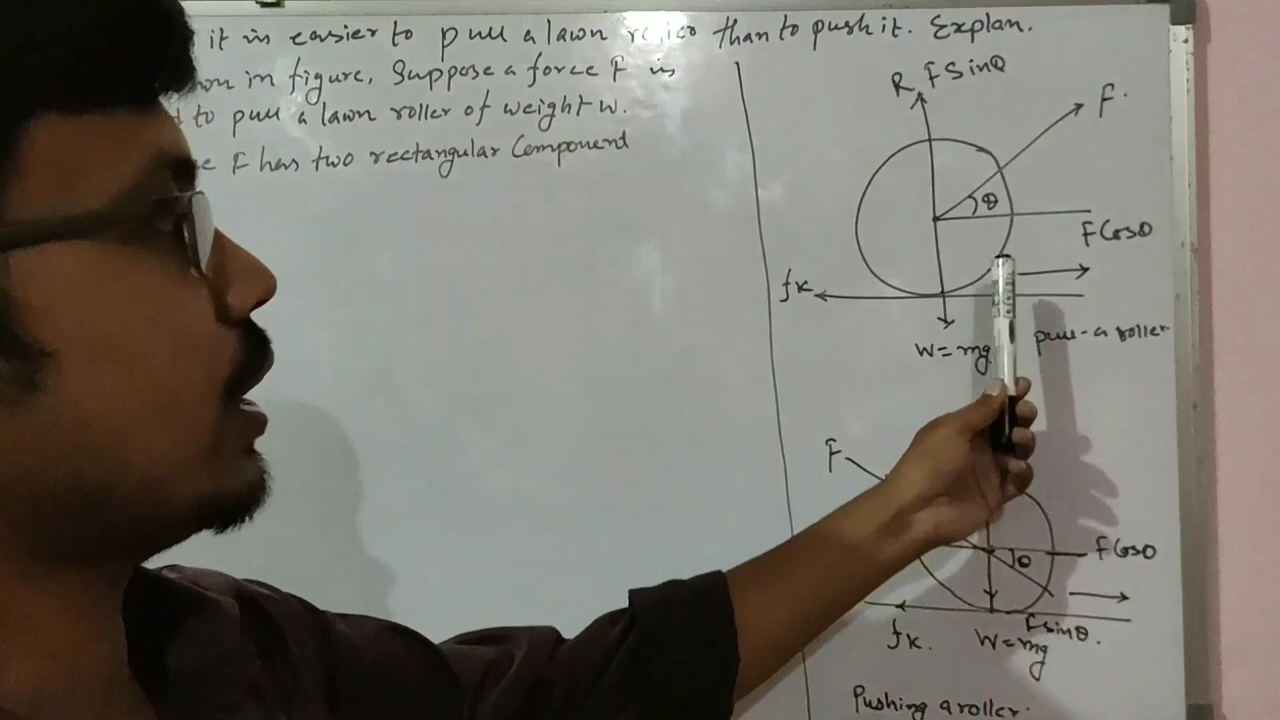 it is easier to pull a lawn than to push it. Explan.
in figure, Suppose a force F is
to pull a lawn roller of weight w.
F has two rectangular Component
R F Sinθ
F.
θ
F Cosθ
fK
W = mg
pull-a roller
F
θ
F Cosθ
F sinθ.
fK.
W = mg
Pushing a roller.